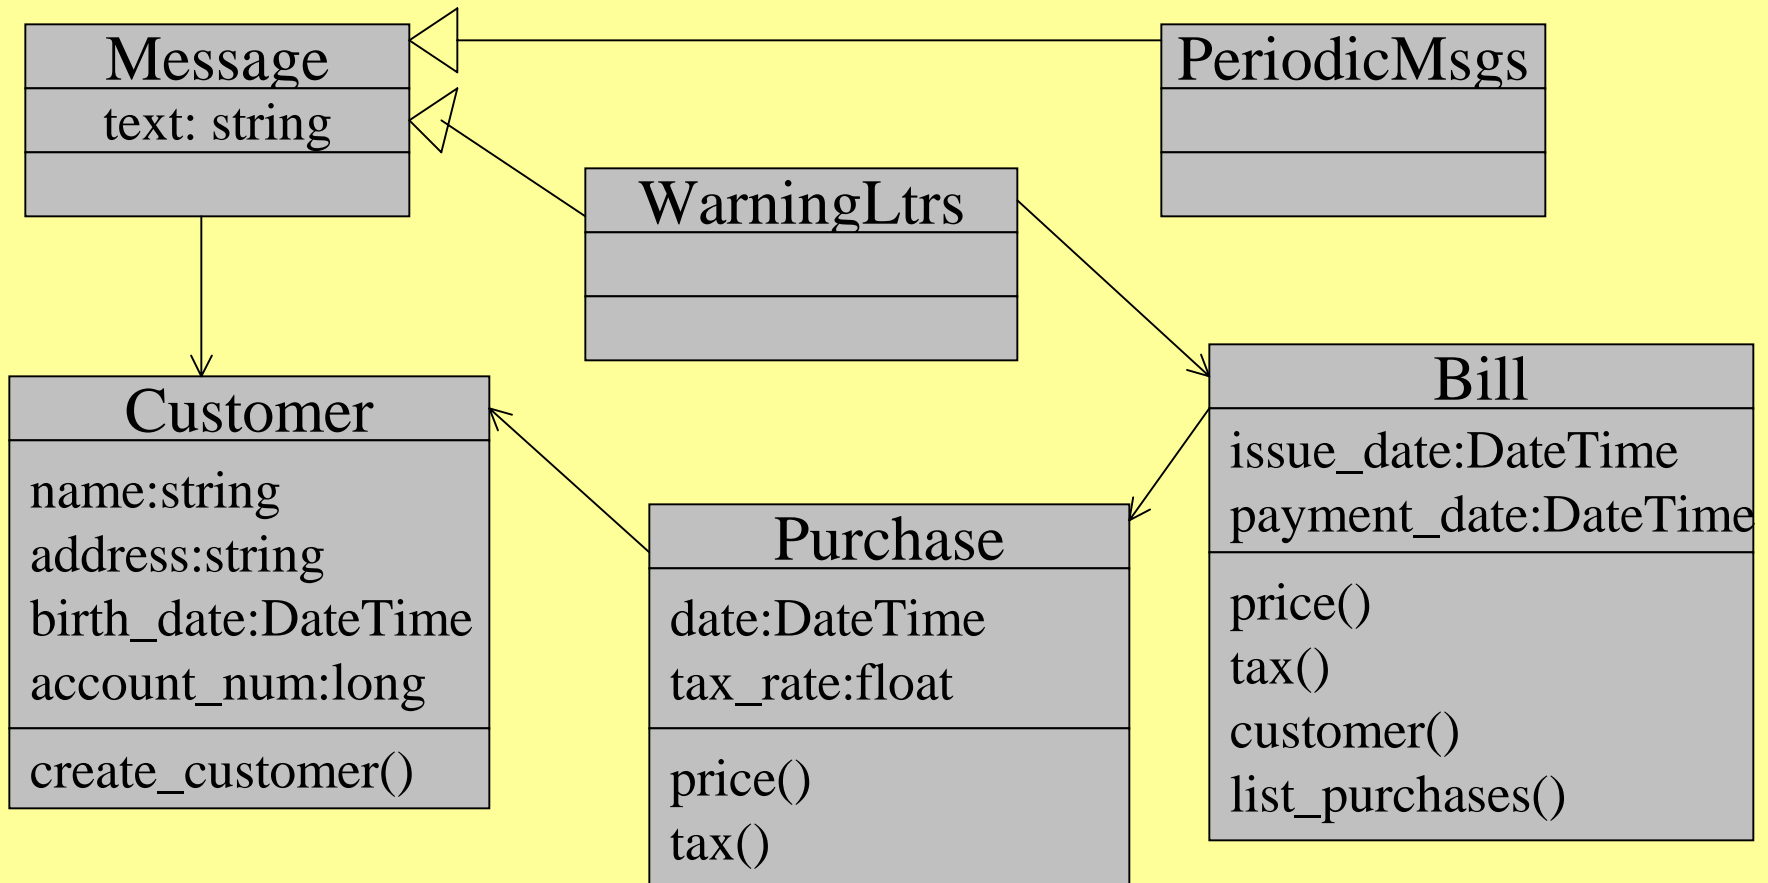 Message
text: string
PeriodicMsgs
WarningLtrs
Customer
name:string
address:string
birth_date:DateTime
account_num:long
create_customer()
Purchase
date:DateTime
tax_rate:float
price()
tax()
Bill
issue_date:DateTime
payment_date:DateTime
price()
tax()
customer()
list_purchases()